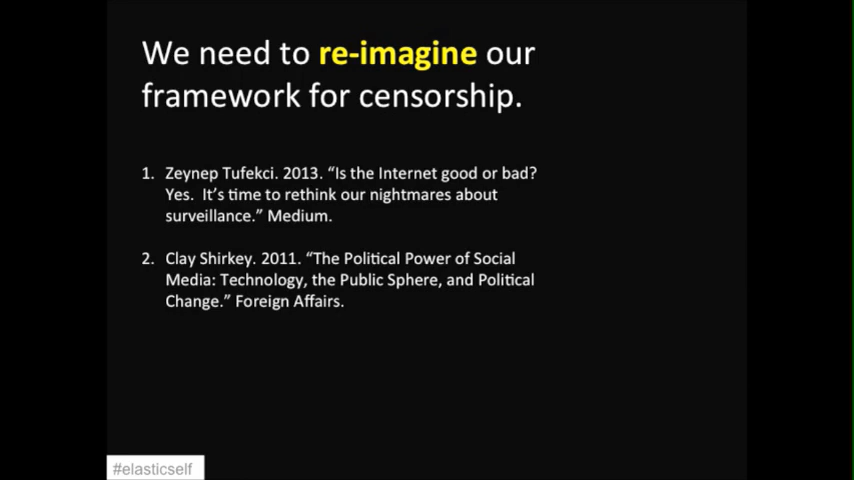 We need to re-imagine our
framework for censorship.
1. Zeynep Tufekci. 2013. “Is the Internet good or bad?
Yes. It’s time to rethink our nightmares about
surveillance.” Medium.
2. Clay Shirkey. 2011. “The Political Power of Social
Media: Technology, the Public Sphere, and Political
Change.” Foreign Affairs.
#elasticself